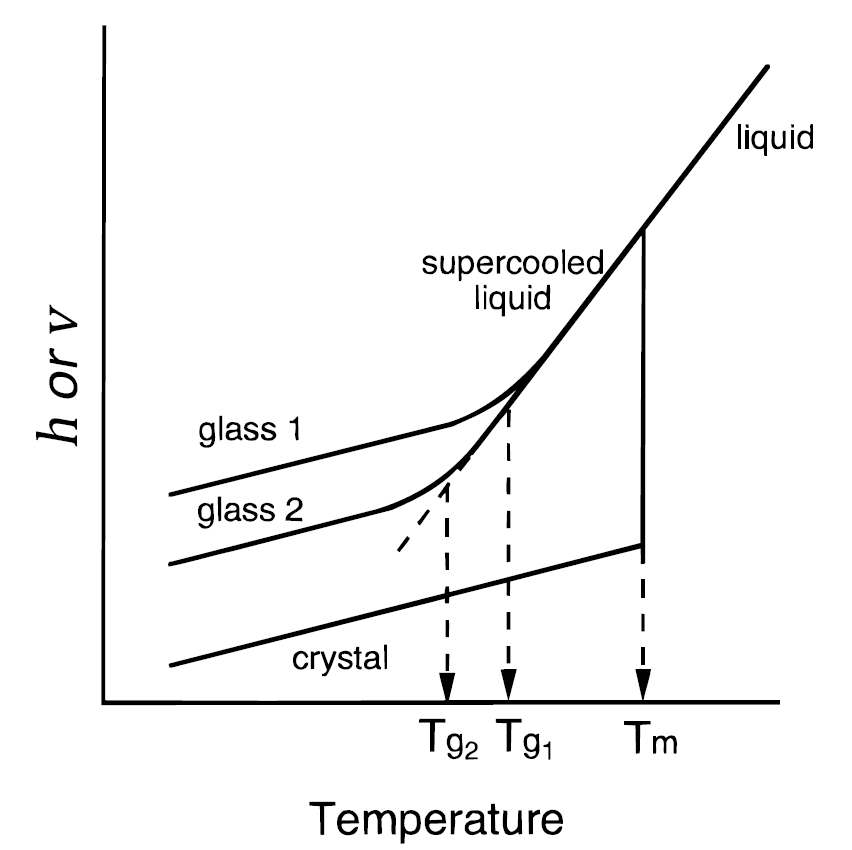 liquid
supercooled
liquid
h or v
glass 1
glass 2
crystal
Tg₂ Tg₁ Tm
Temperature